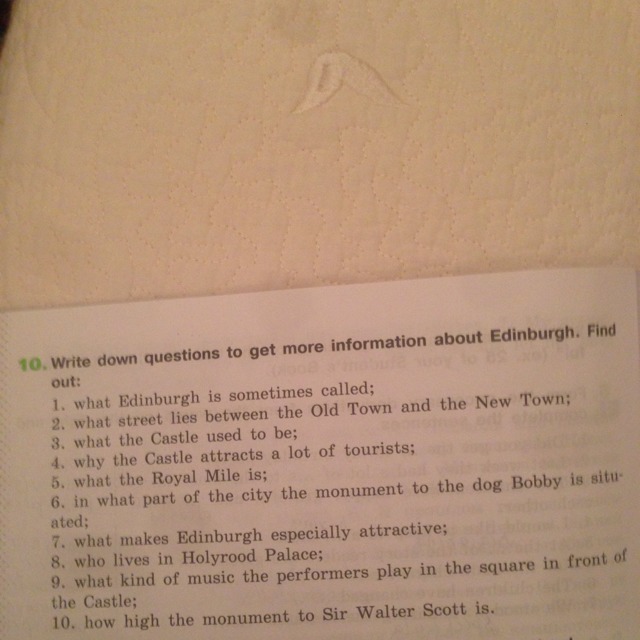 10. Write down questions to get more information about Edinburgh. Find
out:
1. what Edinburgh is sometimes called;
2. what street lies between the Old Town and the New Town;
3. what the Castle used to be;
4. why the Castle attracts a lot of tourists;
5. what the Royal Mile is;
6. in what part of the city the monument to the dog Bobby is situ-
ated;
7. what makes Edinburgh especially attractive;
8. who lives in Holyrood Palace;
9. what kind of music the performers play in the square in front of
the Castle;
10. how high the monument to Sir Walter Scott is.